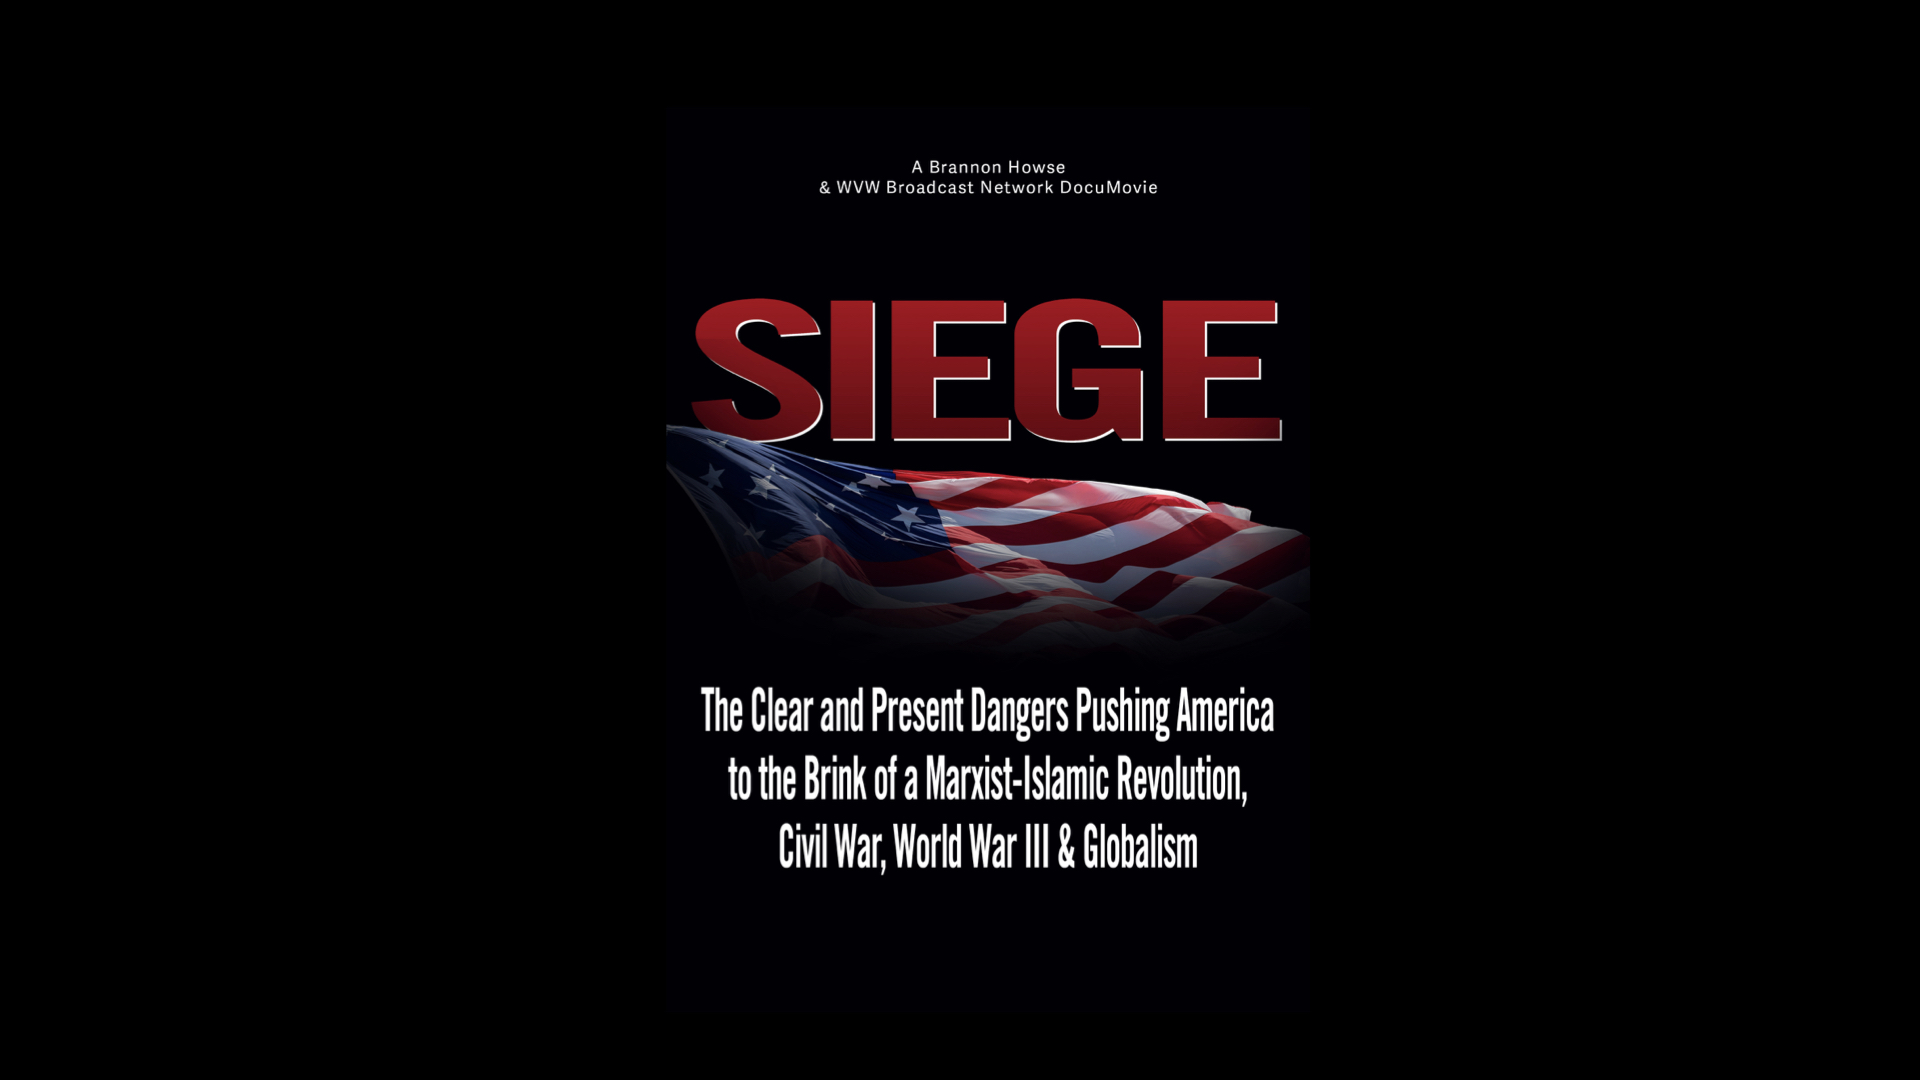 A Brannon Howse
& WVW Broadcast Network DocuMovie
SIEGE
The Clear and Present Dangers Pushing America
to the Brink of a Marxist-Islamic Revolution,
Civil War, World War III & Globalism